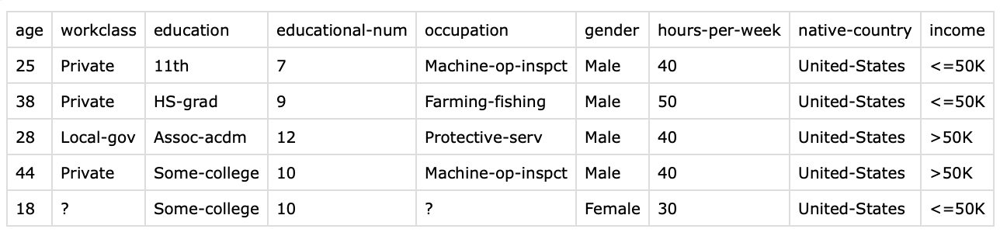 age workclass education educational-num occupation gender hours-per-week native-country income
25 Private 11th 7 Machine-op-inspct Male 40 United-States <=50K
38 Private HS-grad 9 Farming-fishing Male 50 United-States <=50K
28 Local-gov Assoc-acdm 12 Protective-serv Male 40 United-States >50K
44 Private Some-college 10 Machine-op-inspct Male 40 United-States >50K
18 ? Some-college 10 ? Female 30 United-States <=50K